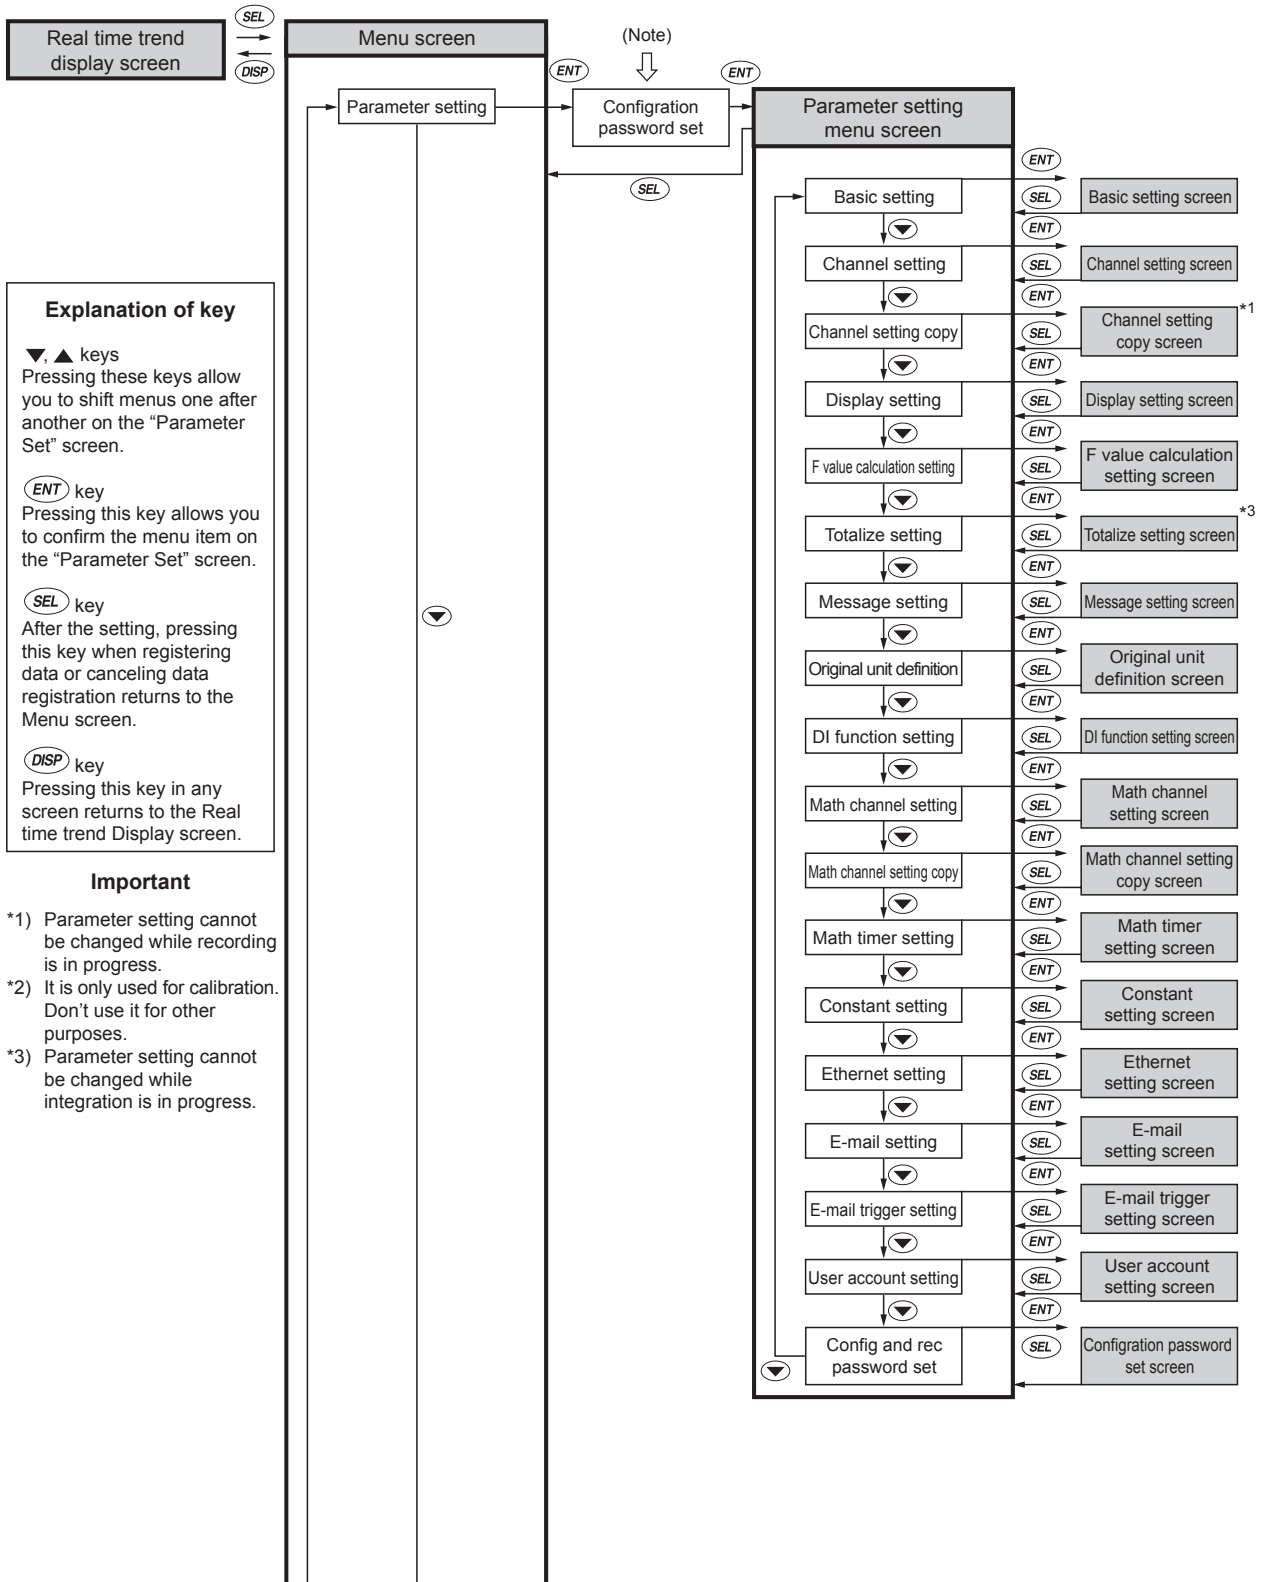 SEL
Real time trend
display screen
DISP
Menu screen
(Note)
ENT
ENT
Parameter setting
Configration
password set
Parameter setting
menu screen
SEL
ENT
Basic setting
SEL
Basic setting screen
ENT
Channel setting
SEL
Channel setting screen
ENT
Channel setting copy
SEL
Channel setting
copy screen
*1
ENT
Display setting
SEL
Display setting screen
ENT
F value calculation setting
SEL
F value calculation
setting screen
ENT
Totalize setting
SEL
Totalize setting screen
*3
ENT
Message setting
SEL
Message setting screen
ENT
Original unit definition
SEL
Original unit
definition screen
ENT
DI function setting
SEL
DI function setting screen
ENT
Math channel setting
SEL
Math channel
setting screen
ENT
Math channel setting copy
SEL
Math channel setting
copy screen
ENT
Math timer setting
SEL
Math timer
setting screen
ENT
Constant setting
SEL
Constant
setting screen
ENT
Ethernet setting
SEL
Ethernet
setting screen
ENT
E-mail setting
SEL
E-mail
setting screen
ENT
E-mail trigger setting
SEL
E-mail trigger
setting screen
ENT
User account setting
SEL
User account
setting screen
ENT
Config and rec
password set
SEL
Configration password
set screen
Explanation of key
▼, ▲ keys
Pressing these keys allow
you to shift menus one after
another on the “Parameter
Set” screen.
ENT key
Pressing this key allows you
to confirm the menu item on
the “Parameter Set” screen.
SEL key
After the setting, pressing
this key when registering
data or canceling data
registration returns to the
Menu screen.
DISP key
Pressing this key in any
screen returns to the Real
time trend Display screen.
Important
*1) Parameter setting cannot
be changed while recording
is in progress.
*2) It is only used for calibration.
Don’t use it for other
purposes.
*3) Parameter setting cannot
be changed while
integration is in progress.